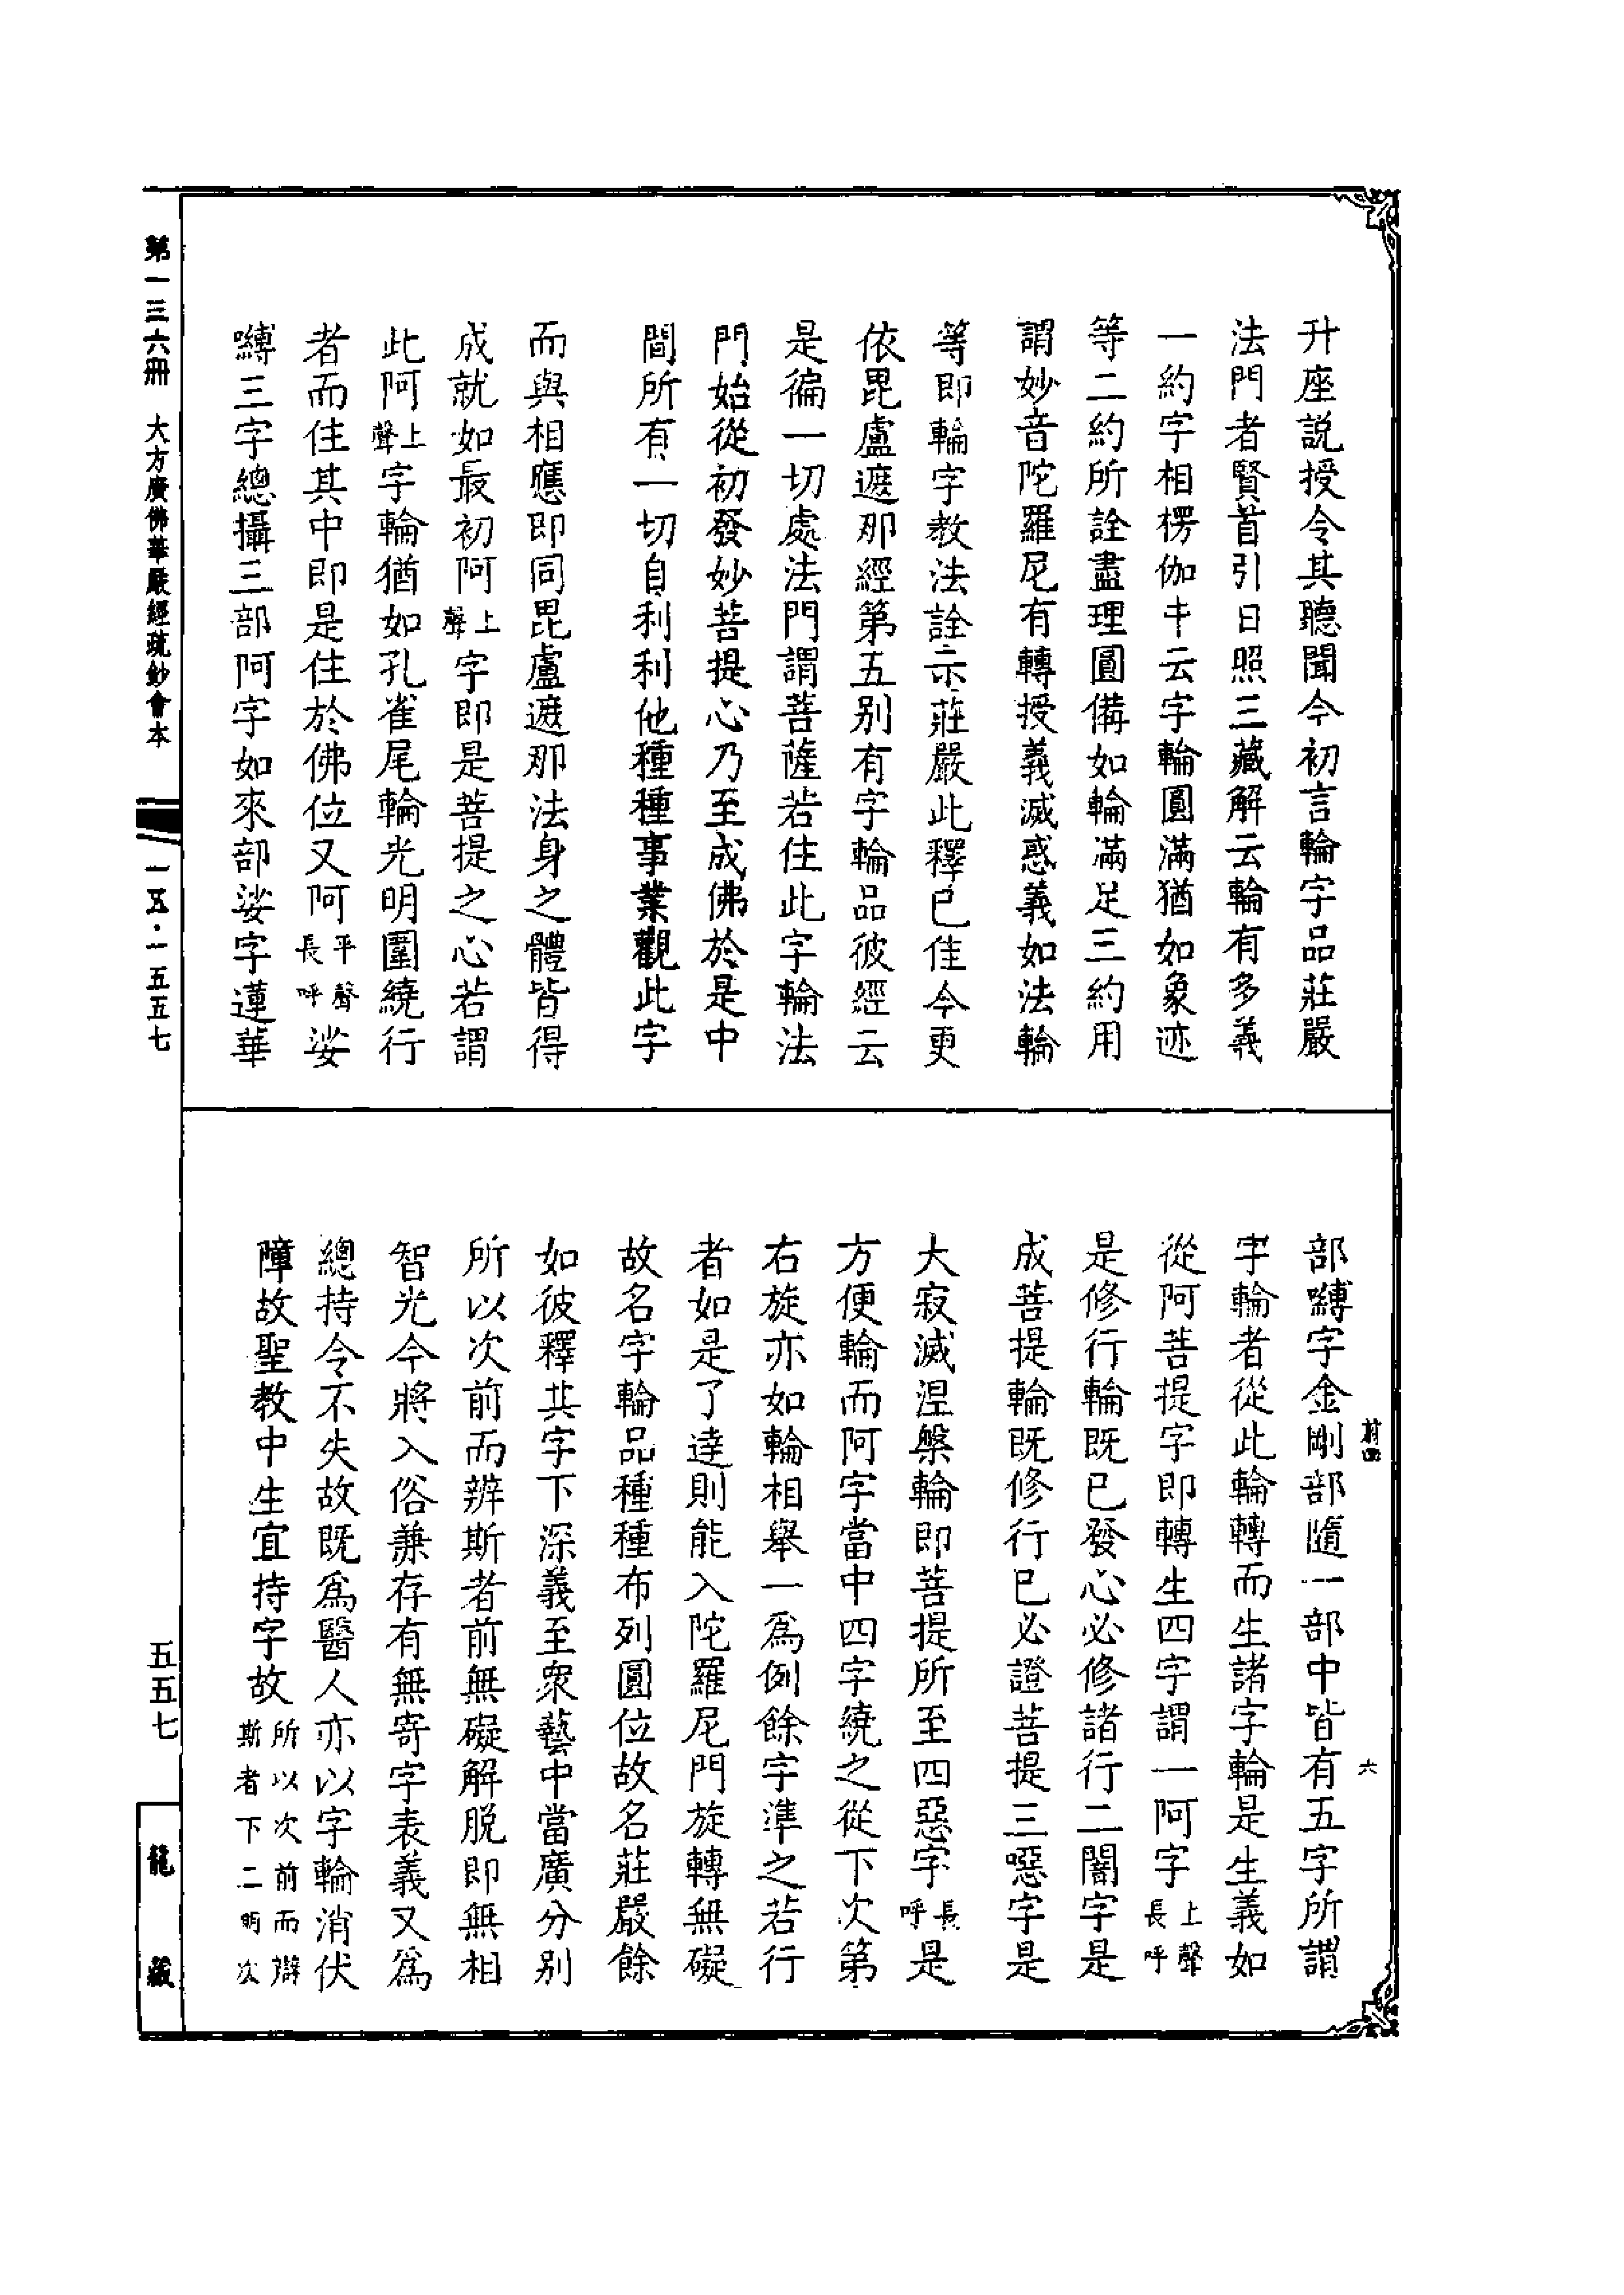 升座説授令其聽聞今初言輪字品莊嚴
法門者賢首引日照三藏解云輪有多義
一約字相楞伽中云字輪圓滿猶如象迹
等二約所詮盡理圓備如輪滿足三約用
謂妙音陀羅尼有轉授義滅惑義如法輪
等即輪字教法詮示莊嚴此釋已佳今更
依毘盧遮那經第五別有字輪品彼經云
是徧一切處法門謂菩薩若住此字輪法
門始從初發妙菩提心乃至成佛於是中
間所有一切自利利他種種事業觀此字
而與相應即同毘盧遮那法身之體皆得
成就如最初阿上聲字即是菩提之心若謂
此阿上聲字輪猶如孔雀尾輪光明圍繞行
者而住其中即是住於佛位又阿平聲長呼娑
嚩三字總攝三部阿字如來部娑字蓮華
部嚩字金剛部隨一部中皆有五字所謂
字輪者從此輪轉而生諸字輪是生義如
從阿菩提字即轉生四字謂一阿字上聲長呼
是修行輪既已發心必修諸行二闇字是
成菩提輪既修行已必證菩提三噁字是
大寂滅涅槃輪即菩提所至四惡字長呼是
方便輪而阿字當中四字繞之從下次第
右旋亦如輪相舉一為例餘字準之若行
者如是了達則能入陀羅尼門旋轉無礙
故名字輪品種種布列圓位故名莊嚴餘
如彼釋其字下深義至眾藝中當廣分別
所以次前而辨斯者前無礙解脱即無相
智光今將入俗兼存有無寄字表義又為
總持令不失故既為醫人亦以字輪消伏
障故聖教中生宜持字故所以次前而辯斯者下二明次
蔚四
六
第一三六冊 大方廣佛華嚴經疏鈔會本
一五·一五五七
五五七
龍藏